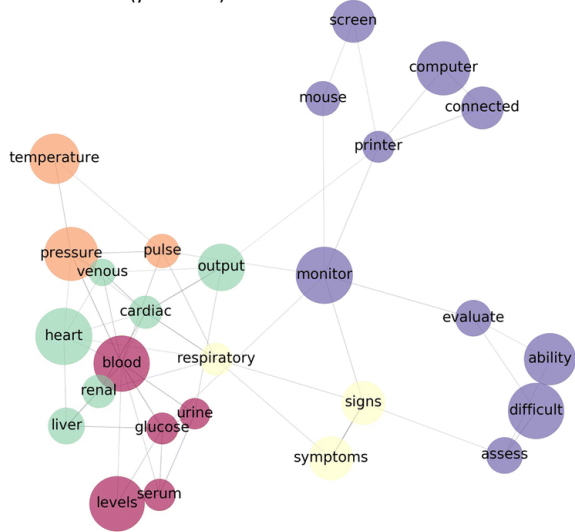 screen
computer
mouse
connected
printer
temperature
pressure
pulse
venous
output
monitor
cardiac
evaluate
heart
blood
respiratory
ability
renal
signs
difficult
liver
urine
glucose
symptoms
assess
levels
serum